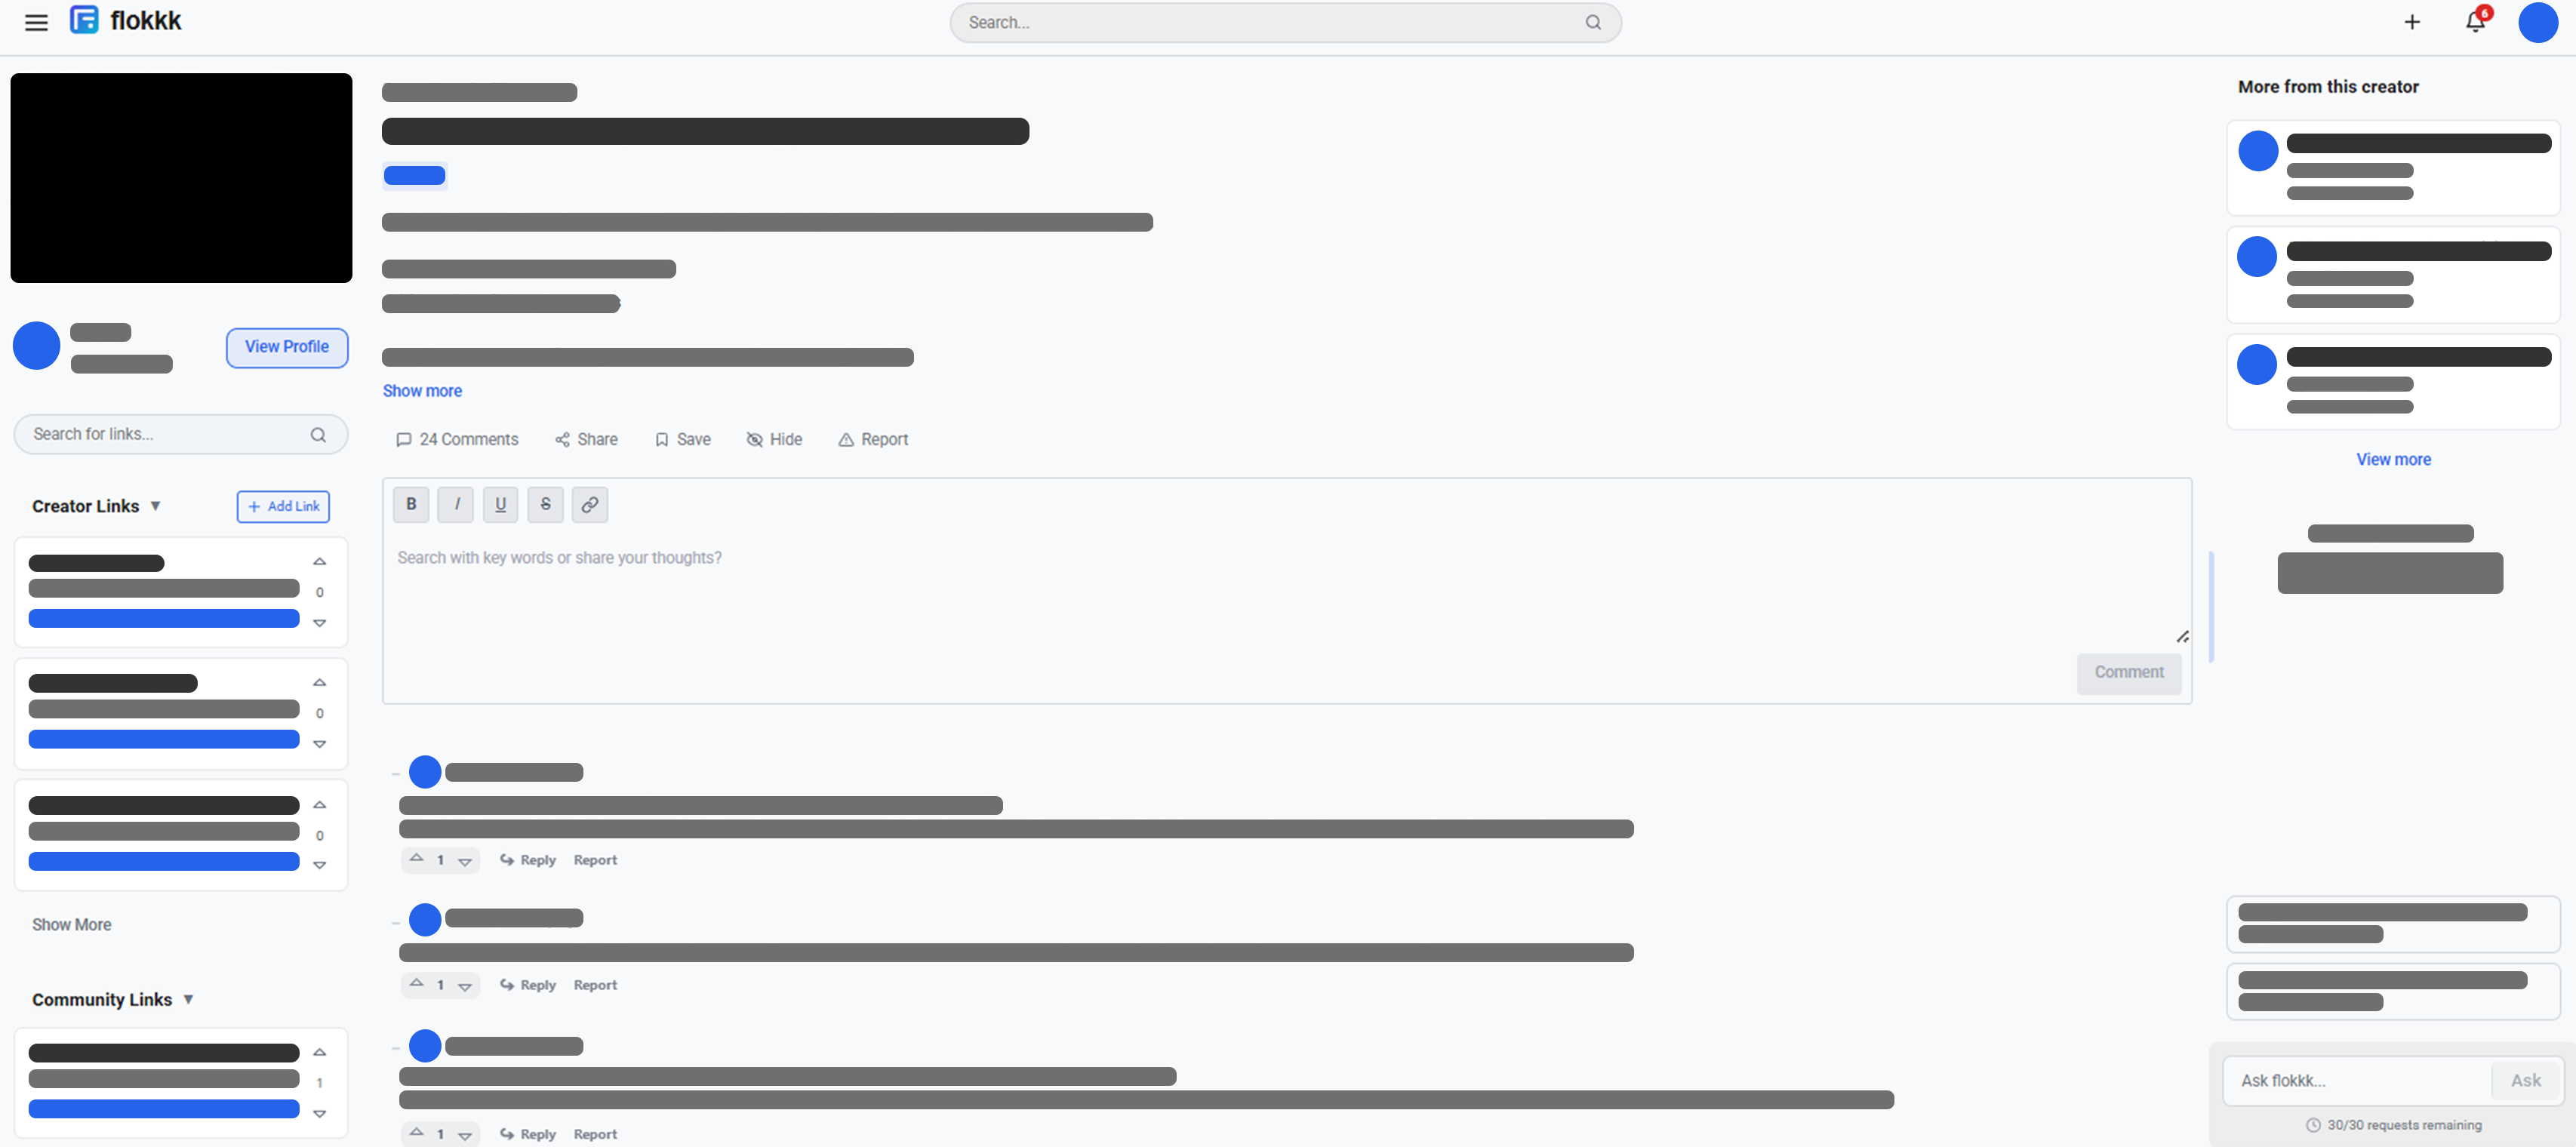 flokkk
Search...
6
View Profile
Search for links...
Creator Links ▼
+ Add Link
0
0
0
Show More
Community Links ▼
1
Show more
24 Comments Share Save Hide Report
B I U S
Search with key words or share your thoughts?
Comment
1 Reply Report
1 Reply Report
1 Reply Report
More from this creator
View more
Ask flokkk...
Ask
30/30 requests remaining